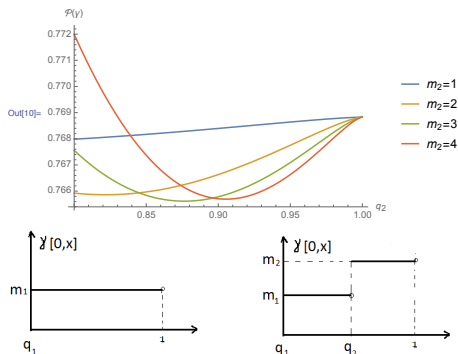 𝒫(γ)
0.772
0.770
0.769
Out[10]=
0.768
0.767
0.766
0.85 0.90 0.95 1.00
q₂
m₂=1
m₂=2
m₂=3
m₂=4
γ [0,x]
m₁
q₁ 1
γ [0,x]
m₂
m₁
q₁ q₂ 1